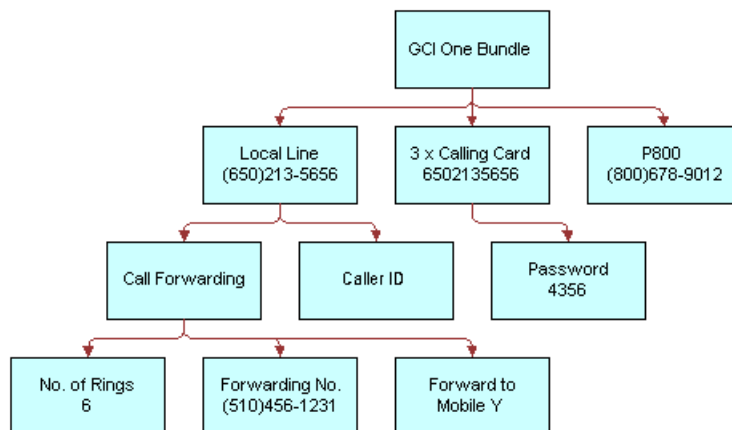 GCI One Bundle
Local Line
(650)213-5656
3 x Calling Card
6502135656
P800
(800)678-9012
Call Forwarding
Caller ID
Password
4356
No. of Rings
6
Forwarding No.
(510)456-1231
Forward to
Mobile Y